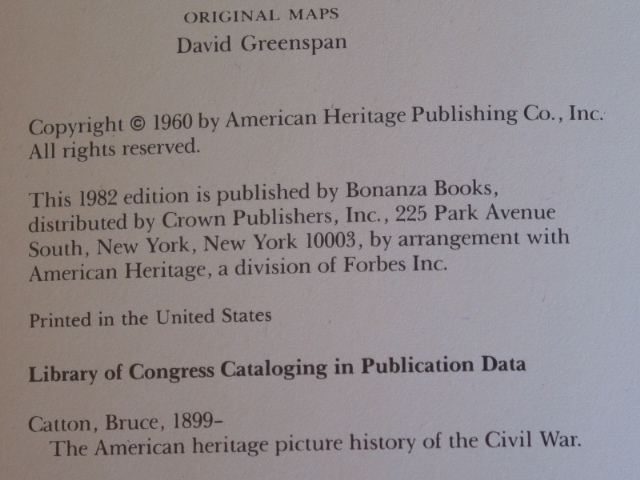 ORIGINAL MAPS
David Greenspan
Copyright © 1960 by American Heritage Publishing Co., Inc.
All rights reserved.
This 1982 edition is published by Bonanza Books,
distributed by Crown Publishers, Inc., 225 Park Avenue
South, New York, New York 10003, by arrangement with
American Heritage, a division of Forbes Inc.
Printed in the United States
Library of Congress Cataloging in Publication Data
Catton, Bruce, 1899–
The American heritage picture history of the Civil War.